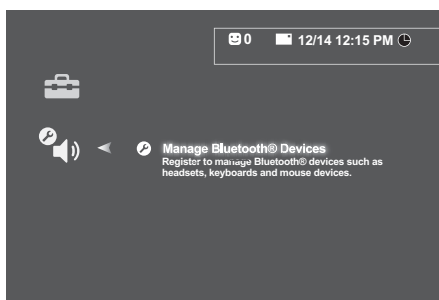 0 12/14 12:15 PM
Manage Bluetooth® Devices
Register to manage Bluetooth® devices such as
headsets, keyboards and mouse devices.